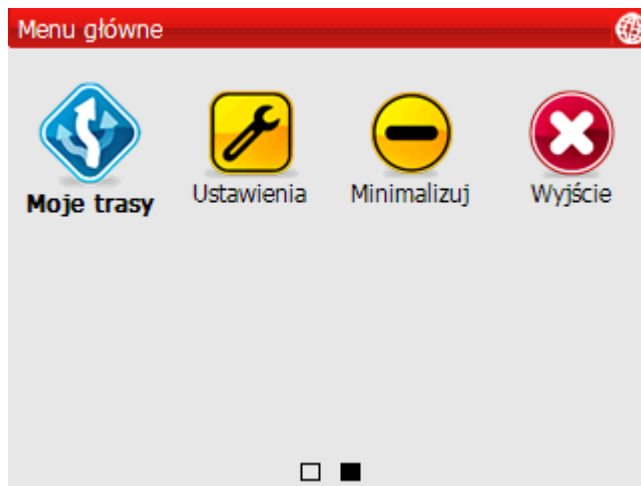 Menu główne
Moje trasy
Ustawienia
Minimalizuj
Wyjście